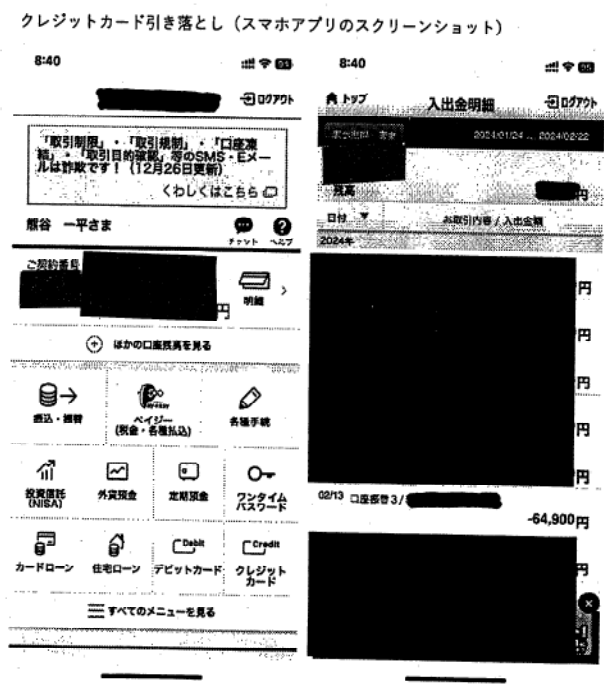 クレジットカード引き落とし（スマホアプリのスクリーンショット）
8:40
93
ログアウト
「取引制限」・「取引規制」・「口座凍
結」・「取引目的確認」等のSMS・Eメー
ルは詐欺です！（12月26日更新）
くわしくはこちら
熊谷 一平さま
チャット
ヘルプ
ご契約番号
円
明細
ほかの口座残高を見る
振込・振替
ペイジー
(税金・各種払込)
各種手続
投資信託
(NISA)
外貨預金
定期預金
ワンタイム
パスワード
カードローン
住宅ローン
Debit
デビットカード
Credit
クレジット
カード
すべてのメニューを見る
8:40
トップ
入出金明細
ログアウト
2024/01/24 ... 2024/02/22
残高
円
日付 ▼
お取引内容 / 入出金額
2024年
円
円
円
円
円
02/13 口座振替3/
-64,900円
円